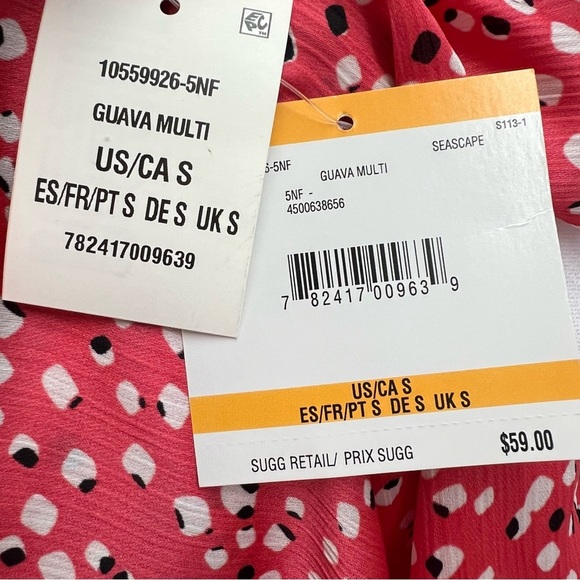 EPC
TM
10559926-5NF
GUAVA MULTI
US/CA S
ES/FR/PT S DE S UK S
782417009639
S113-1
SEASCAPE
6-5NF GUAVA MULTI
5NF -
4500638656
7 82417 00963 9
US/CA S
ES/FR/PT S DE S UK S
$59.00
SUGG RETAIL/ PRIX SUGG